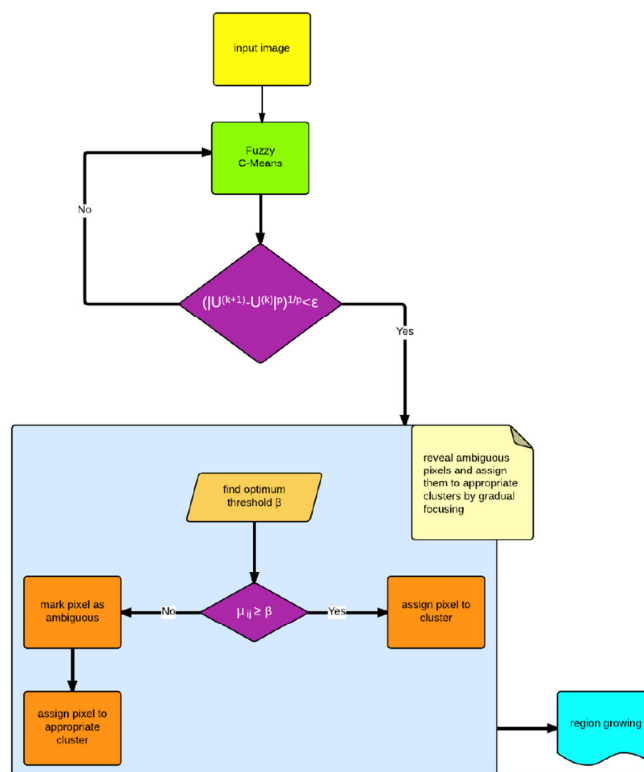 input image
Fuzzy
C-Means
No
(|U(k+1)-U(k)|p)1/p<ε
Yes
reveal ambiguous
pixels and assign
them to appropriate
clusters by gradual
focusing
find optimum
threshold β
mark pixel as
ambiguous
No
μ ij ≥ β
Yes
assign pixel to
cluster
assign pixel to
appropriate
cluster
region growing